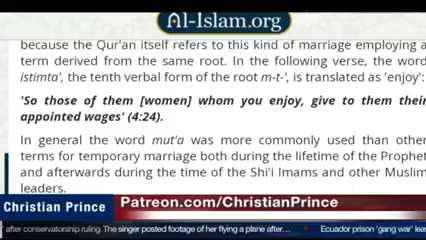 Al-Islam.org
because the Qur'an itself refers to this kind of marriage employing a
term derived from the same root. In the following verse, the word
istimta', the tenth verbal form of the root m-t-', is translated as 'enjoy':
'So those of them [women] whom you enjoy, give to them their
appointed wages' (4:24).
In general the word mut'a was more commonly used than other
terms for temporary marriage both during the lifetime of the Prophet
and afterwards during the time of the Shi'i Imams and other Muslim
leaders.
Christian Prince
Patreon.com/ChristianPrince
after conservatorship ruling The singer posted footage of her flying a plane after...
Ecuador prison 'gang war' lea